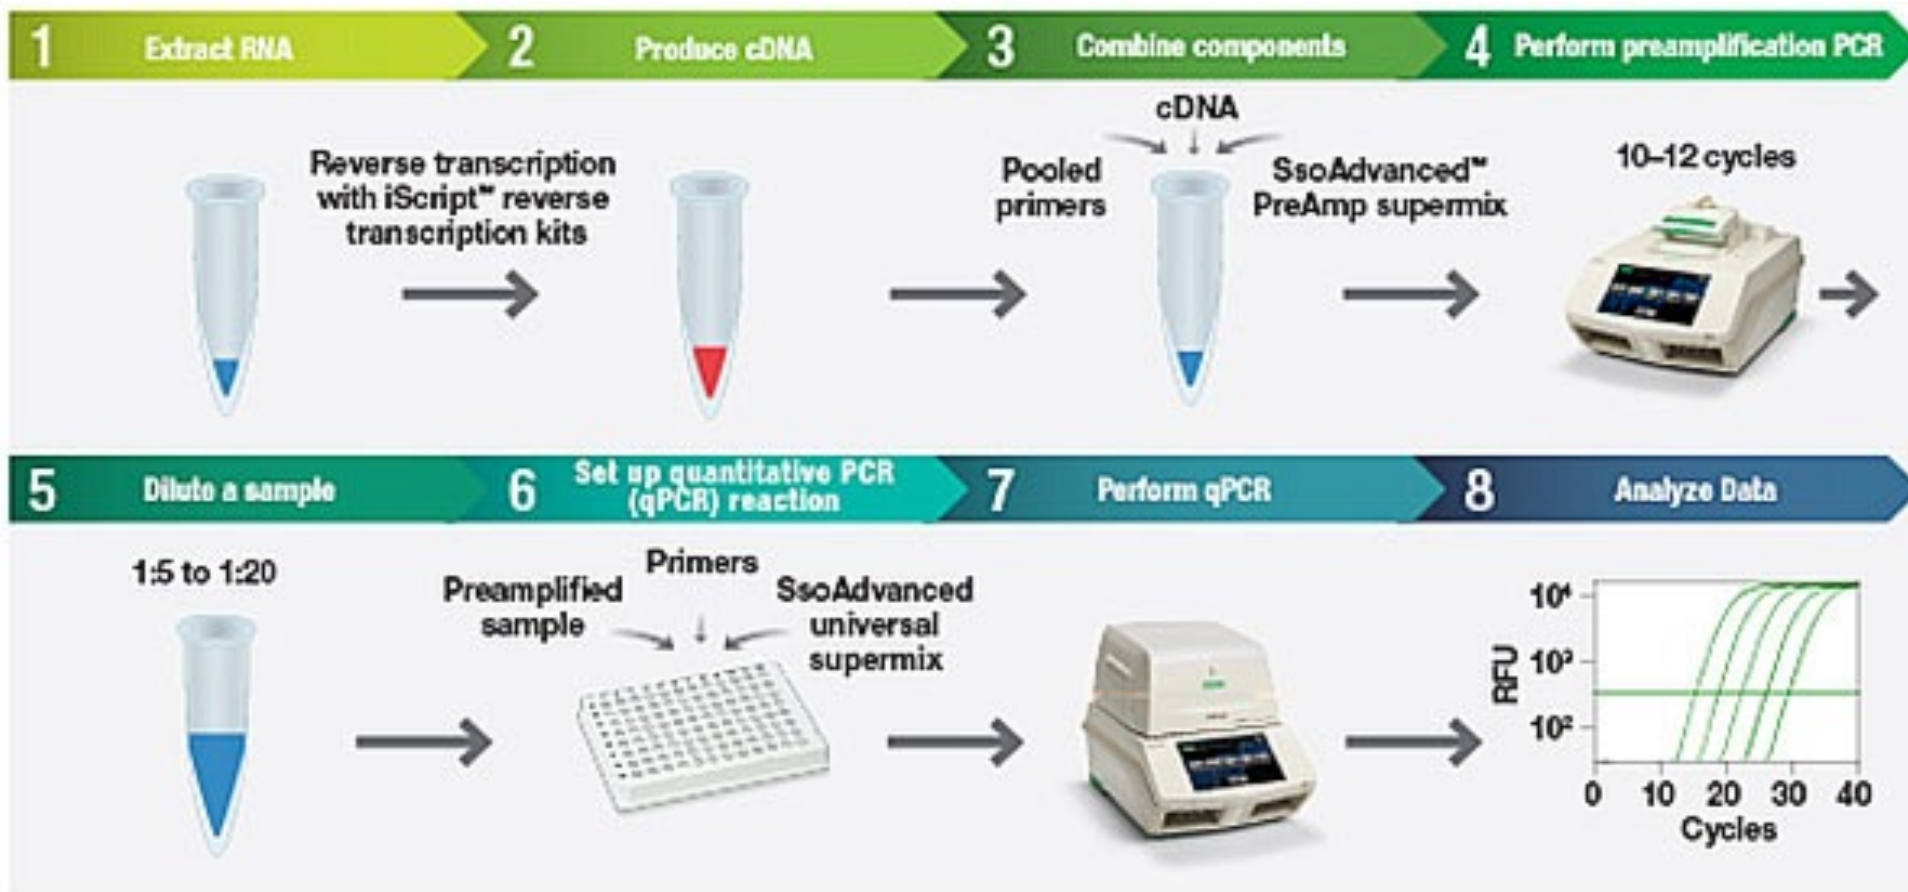 1 Extract RNA
2 Produce cDNA
3 Combine components
4 Perform preamplification PCR
Reverse transcription
with iScript™ reverse
transcription kits
cDNA
Pooled
primers
SsoAdvanced™
PreAmp supermix
10–12 cycles
5 Dilute a sample
6 Set up quantitative PCR
(qPCR) reaction
7 Perform qPCR
8 Analyze Data
1:5 to 1:20
Preamplified
sample
Primers
SsoAdvanced
universal
supermix
RFU
10⁴
10³
10²
0 10 20 30 40
Cycles